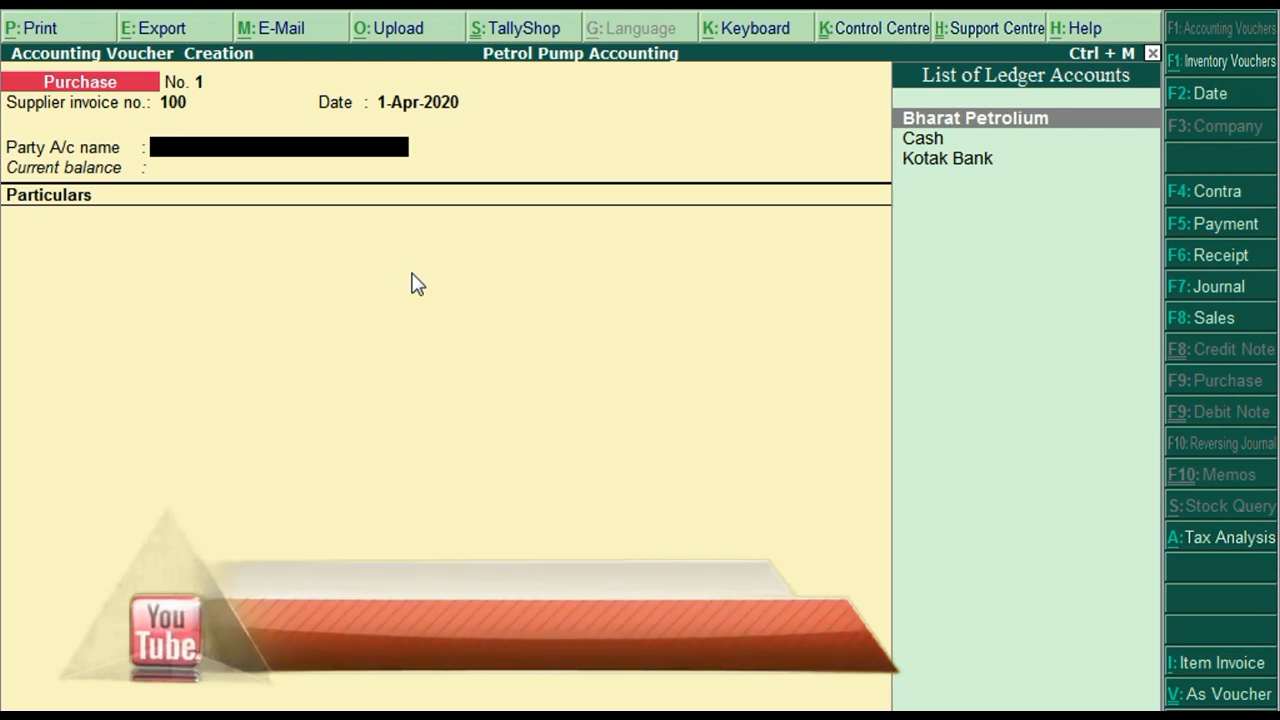 P: Print E: Export M: E-Mail O: Upload S: TallyShop G: Language K: Keyboard K: Control Centre H: Support Centre H: Help
Accounting Voucher Creation Petrol Pump Accounting Ctrl + M
Purchase No. 1
Supplier invoice no.: 100 Date : 1-Apr-2020
Party A/c name :
Current balance :
Particulars
List of Ledger Accounts
Bharat Petrolium
Cash
Kotak Bank
F1: Accounting Vouchers
F1: Inventory Vouchers
F2: Date
F3: Company
F4: Contra
F5: Payment
F6: Receipt
F7: Journal
F8: Sales
F8: Credit Note
F9: Purchase
F9: Debit Note
F10: Reversing Journal
F10: Memos
S: Stock Query
A: Tax Analysis
I: Item Invoice
V: As Voucher
You
Tube